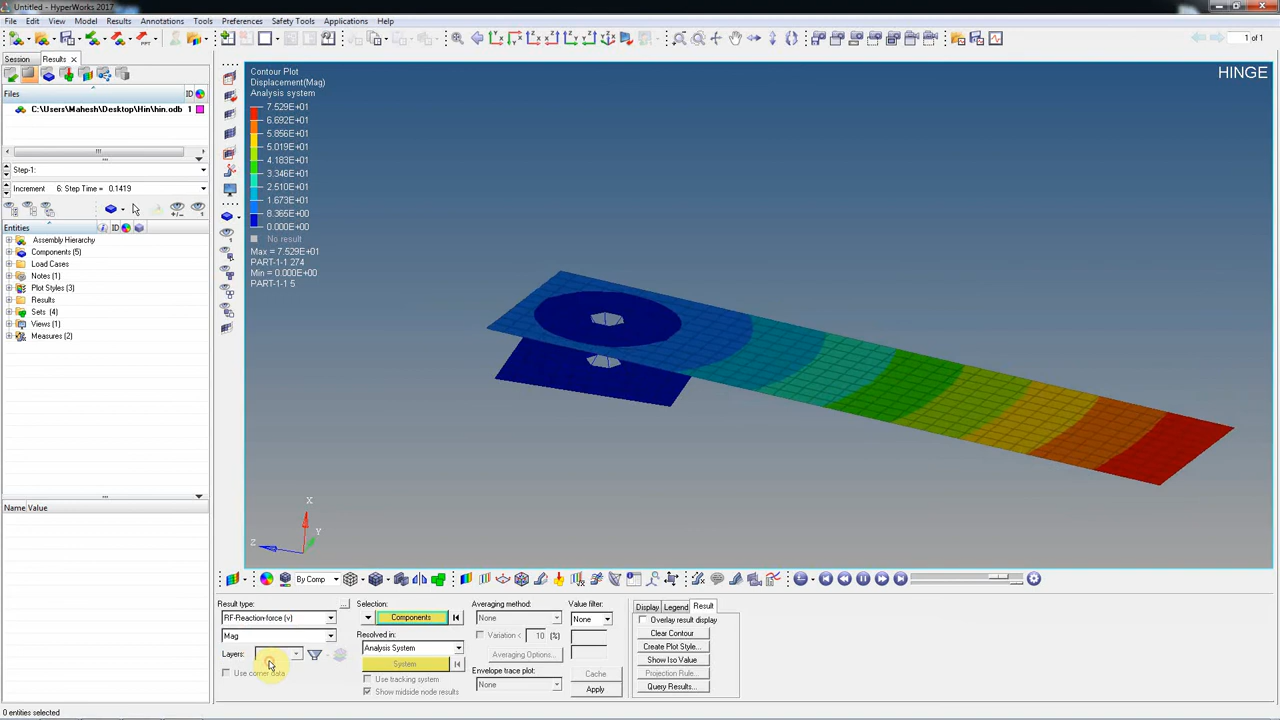 Untitled - HyperWorks 2017
File Edit View Model Results Annotations Tools Preferences Safety Tools Applications Help
1 of 1
Session Results
Files ID
C:\Users\Mahesh\Desktop\Hin\hin.odb 1
Step-1:
Increment 6: Step Time = 0.1419
Entities ID
Assembly Hierarchy
Components (5)
Load Cases
Notes (1)
Plot Styles (3)
Results
Sets (4)
Views (1)
Measures (2)
Name Value
Contour Plot
Displacement(Mag)
Analysis system
7.529E+01
6.692E+01
5.856E+01
5.019E+01
4.183E+01
3.346E+01
2.510E+01
1.673E+01
8.365E+00
0.000E+00
No result
Max = 7.529E+01
PART-1-1 274
Min = 0.000E+00
PART-1-1 5
HINGE
X
Y
Z
By Comp
Result type: ...
RF-Reaction force (v)
Mag
Layers:
Use corner data
Selection:
Components
Resolved in:
Analysis System
System
Use tracking system
Show midside node results
Averaging method:
None
Variation < 10 (%)
Averaging Options...
Envelope trace plot:
None
Value filter:
None
Cache
Apply
Display Legend Result
Overlay result display
Clear Contour
Create Plot Style...
Show Iso Value
Projection Rule...
Query Results...
0 entities selected